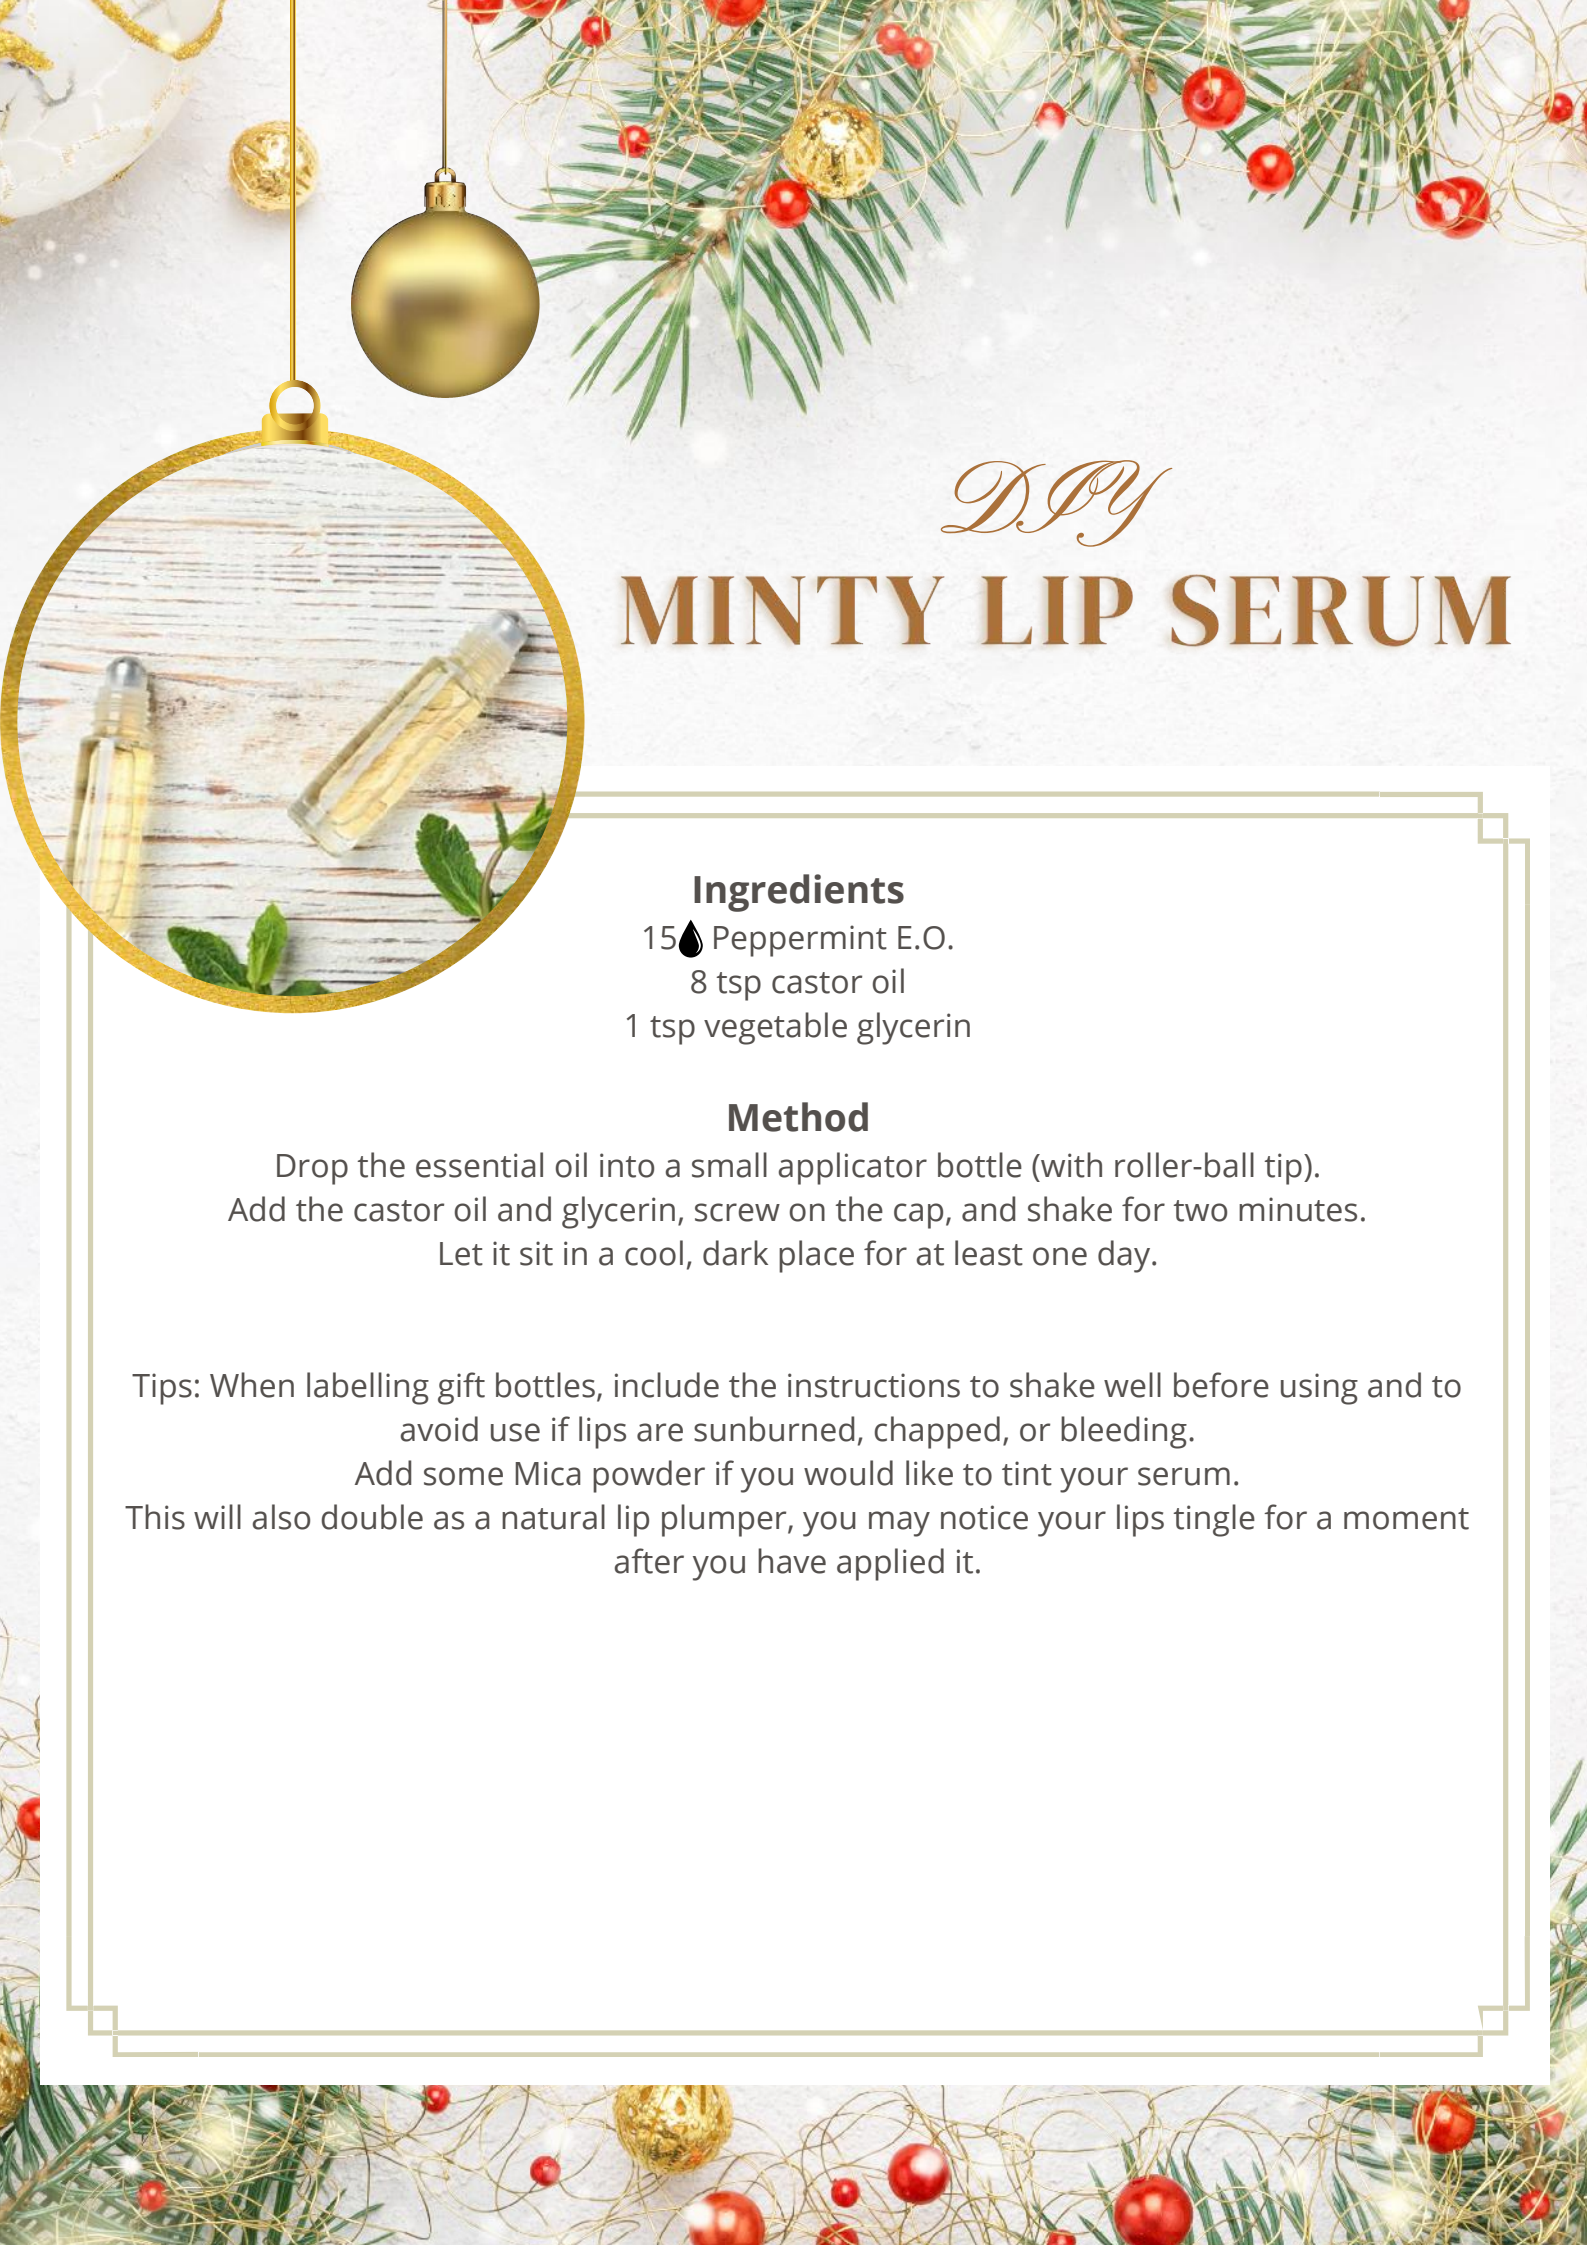 DIY
MINTY LIP SERUM
Ingredients
15 Peppermint E.O.
8 tsp castor oil
1 tsp vegetable glycerin
Method
Drop the essential oil into a small applicator bottle (with roller-ball tip).
Add the castor oil and glycerin, screw on the cap, and shake for two minutes.
Let it sit in a cool, dark place for at least one day.
Tips: When labelling gift bottles, include the instructions to shake well before using and to
avoid use if lips are sunburned, chapped, or bleeding.
Add some Mica powder if you would like to tint your serum.
This will also double as a natural lip plumper, you may notice your lips tingle for a moment
after you have applied it.